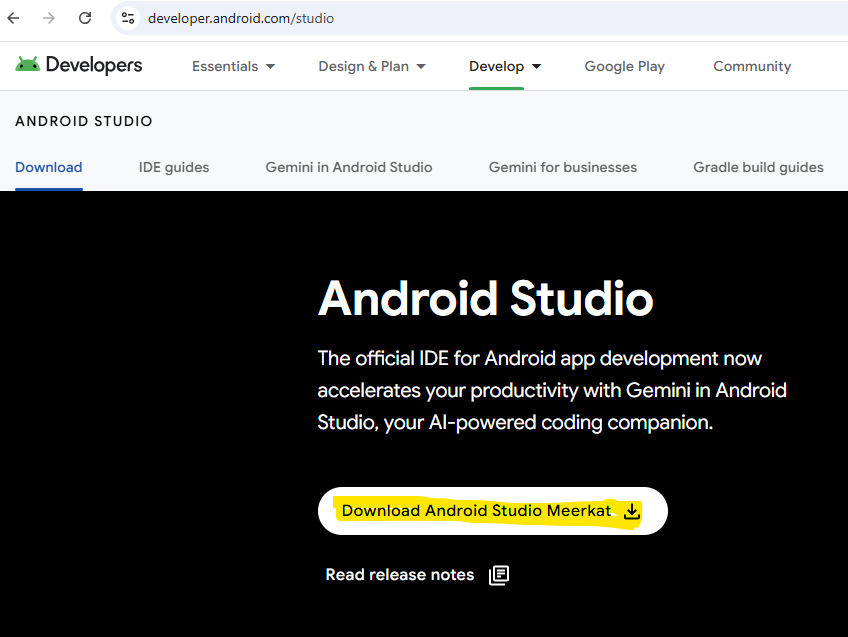 developer.android.com/studio
Developers
Essentials
Design & Plan
Develop
Google Play
Community
ANDROID STUDIO
Download
IDE guides
Gemini in Android Studio
Gemini for businesses
Gradle build guides
Android Studio
The official IDE for Android app development now
accelerates your productivity with Gemini in Android
Studio, your AI-powered coding companion.
Download Android Studio Meerkat
Read release notes